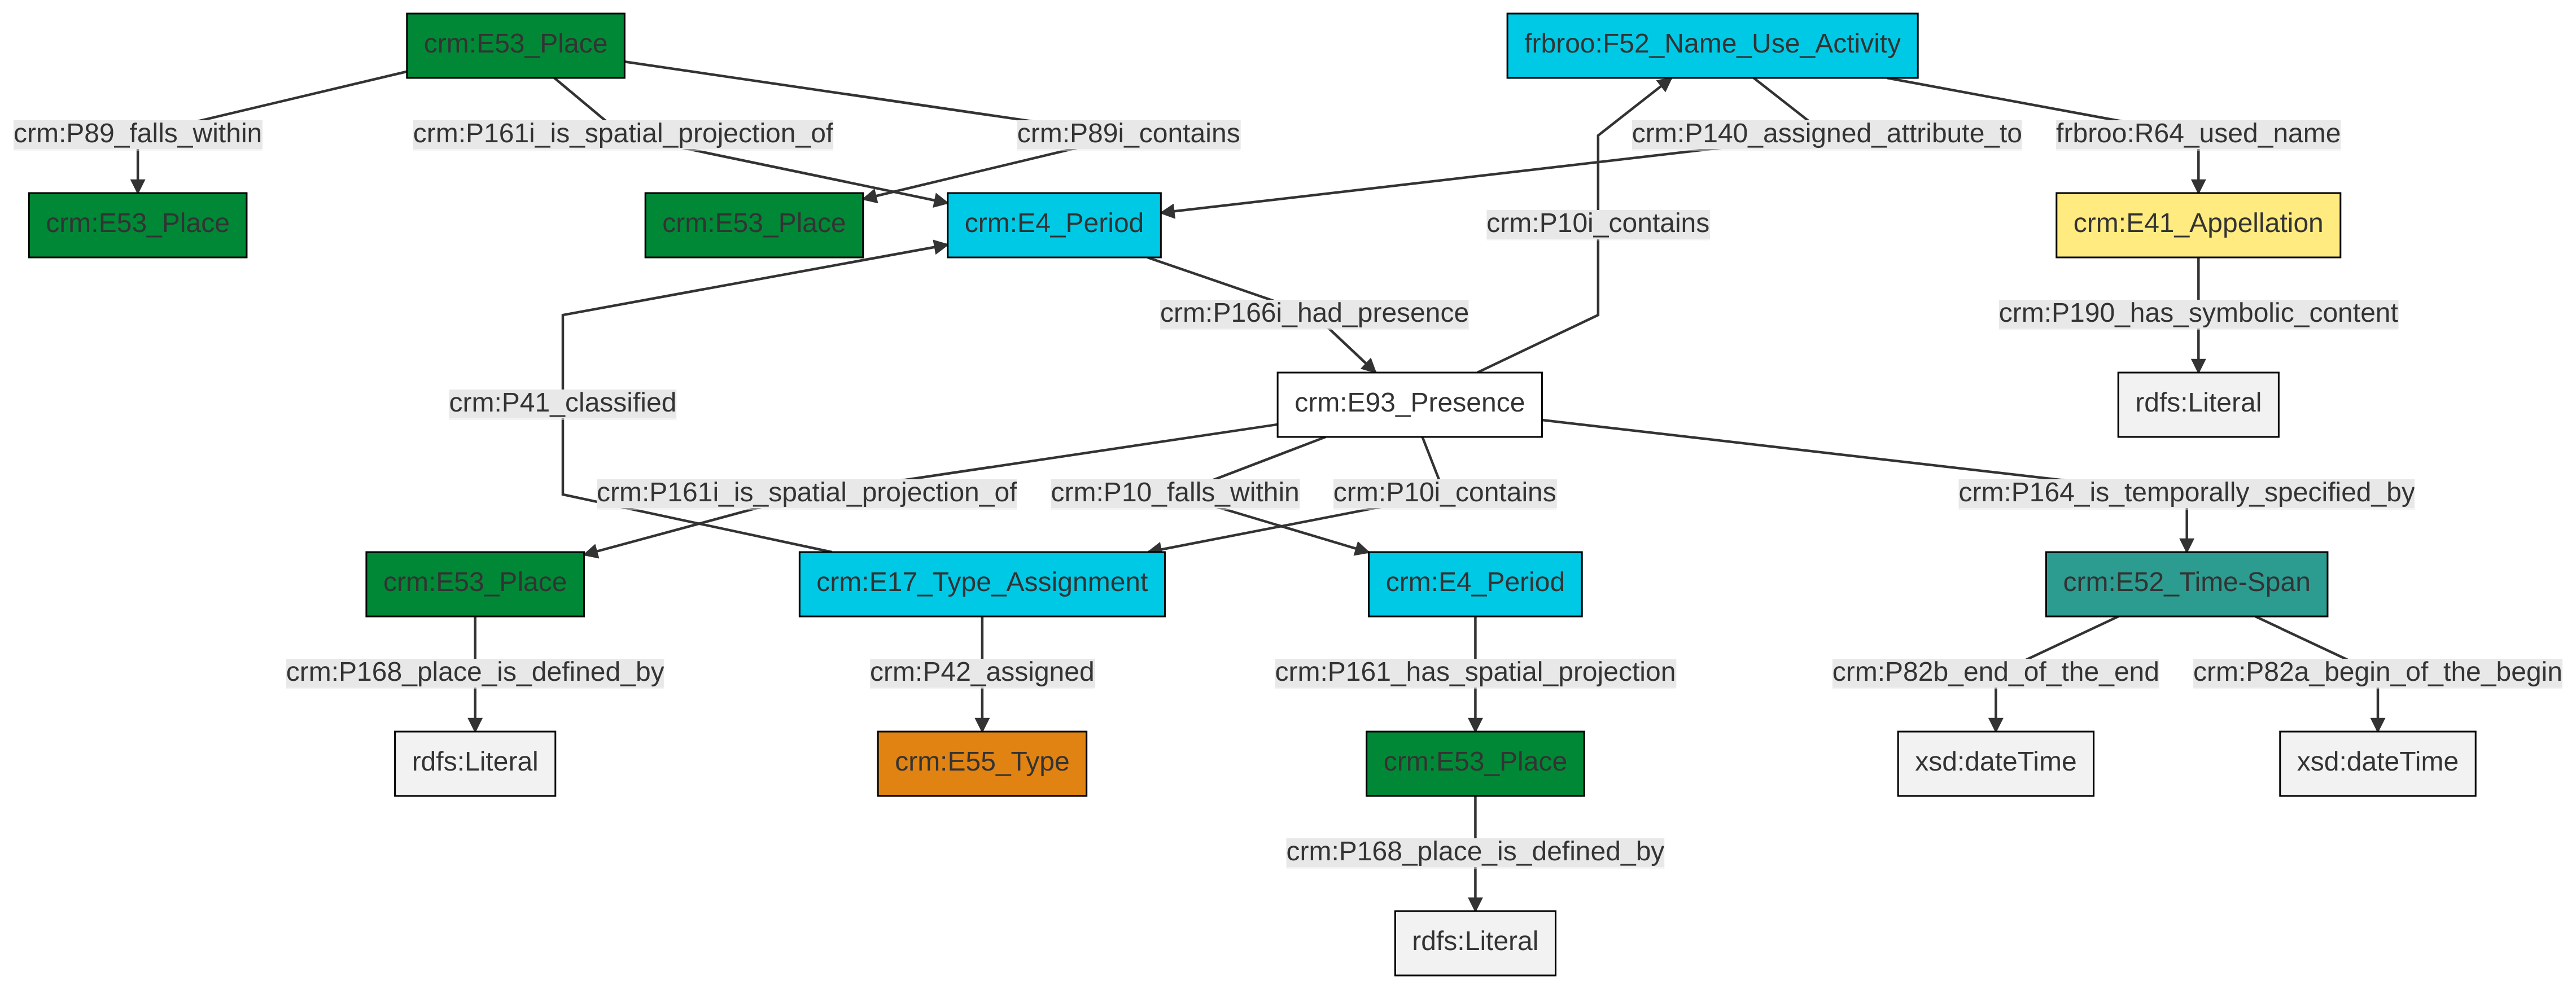 crm:E53_Place
frbroo:F52_Name_Use_Activity
crm:P89_falls_within
crm:P161i_is_spatial_projection_of
crm:P89i_contains
crm:P140_assigned_attribute_to
frbroo:R64_used_name
crm:E53_Place
crm:E53_Place
crm:E4_Period
crm:P10i_contains
crm:E41_Appellation
crm:P166i_had_presence
crm:P190_has_symbolic_content
crm:P41_classified
crm:E93_Presence
rdfs:Literal
crm:P161i_is_spatial_projection_of
crm:P10_falls_within
crm:P10i_contains
crm:P164_is_temporally_specified_by
crm:E53_Place
crm:E17_Type_Assignment
crm:E4_Period
crm:E52_Time-Span
crm:P168_place_is_defined_by
crm:P42_assigned
crm:P161_has_spatial_projection
crm:P82b_end_of_the_end
crm:P82a_begin_of_the_begin
rdfs:Literal
crm:E55_Type
crm:E53_Place
xsd:dateTime
xsd:dateTime
crm:P168_place_is_defined_by
rdfs:Literal